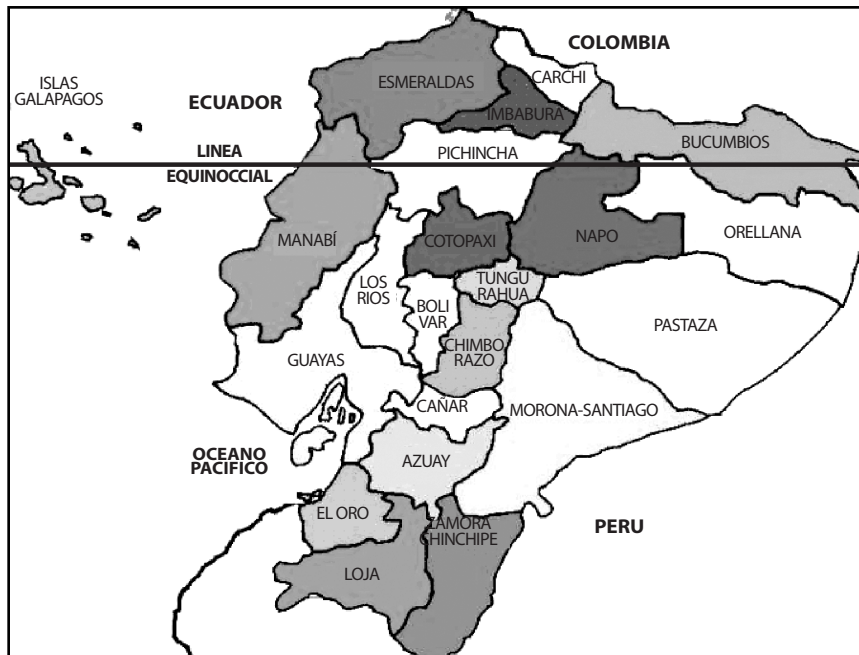 COLOMBIA
CARCHI
ISLAS
GALAPAGOS
ECUADOR
ESMERALDAS
IMBABURA
BUCUMBIOS
LINEA
EQUINOCCIAL
PICHINCHA
MANABÍ
COTOPAXI
NAPO
ORELLANA
LOS
RIOS
TUNGU
RAHUA
BOLI
VAR
PASTAZA
GUAYAS
CHIMBO
RAZO
CAÑAR
MORONA-SANTIAGO
OCEANO
PACIFICO
AZUAY
EL ORO
ZAMORA
CHINCHIPE
PERU
LOJA